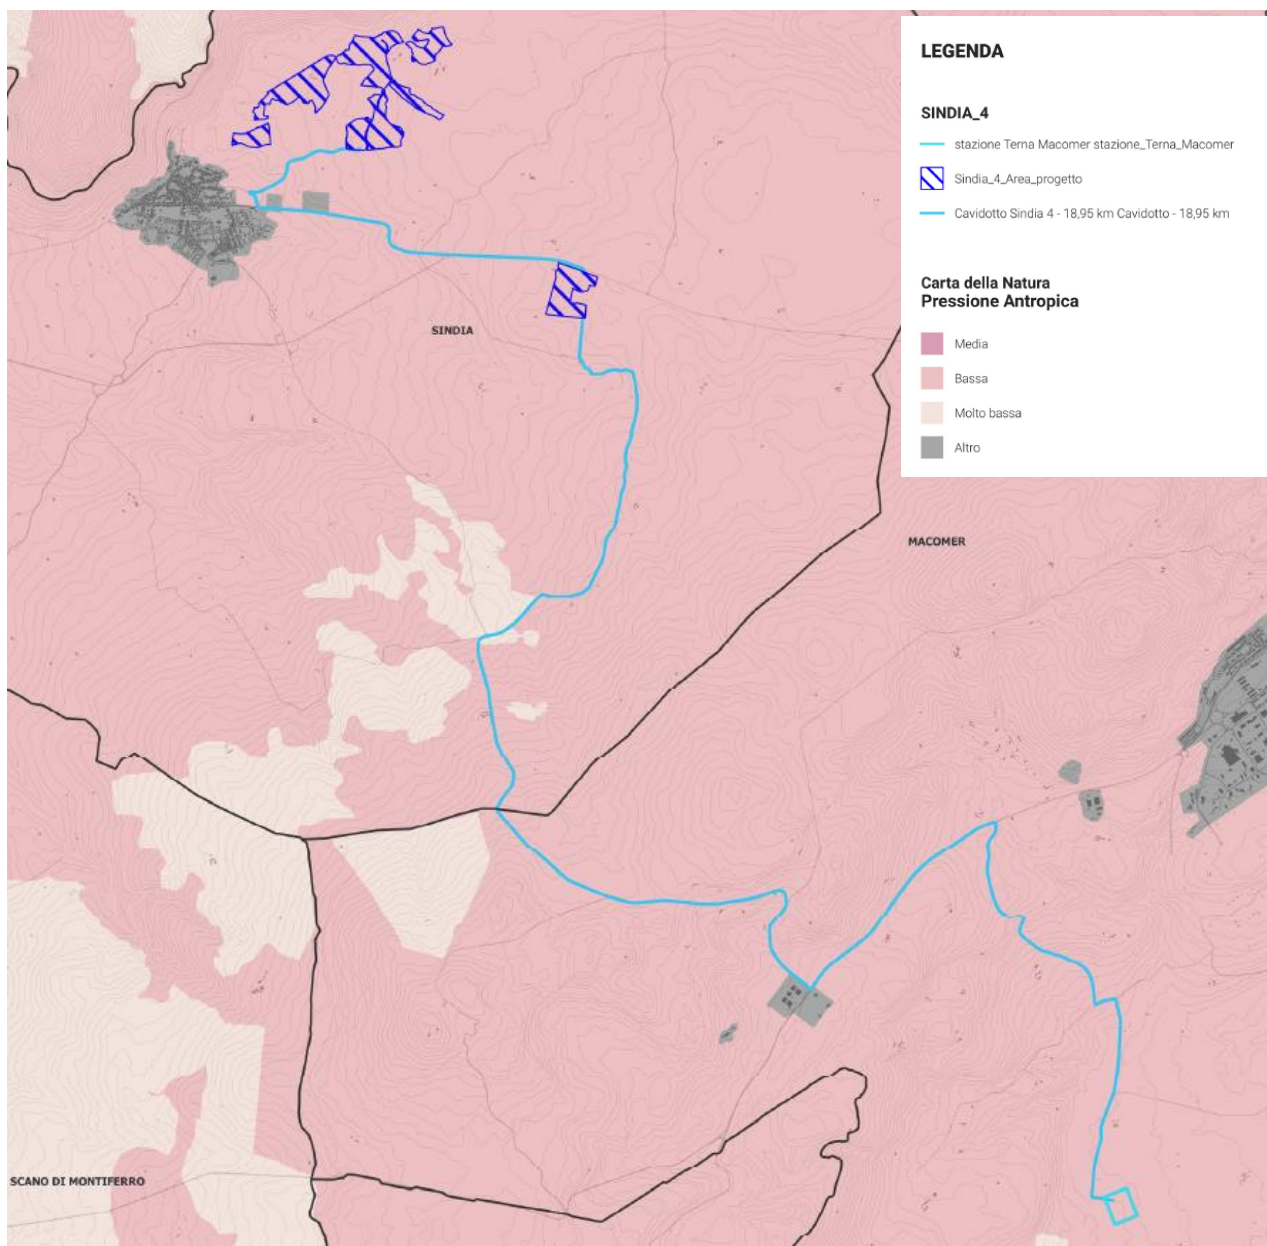 LEGENDA
SINDIA_4
stazione Terna Macomer stazione_Terna_Macomer
Sindia_4_Area_progetto
Cavidotto Sindia 4 - 18,95 km Cavidotto - 18,95 km
Carta della Natura
Pressione Antropica
Media
Bassa
Molto bassa
Altro
SINDIA
MACOMER
SCANO DI MONTIFERRO